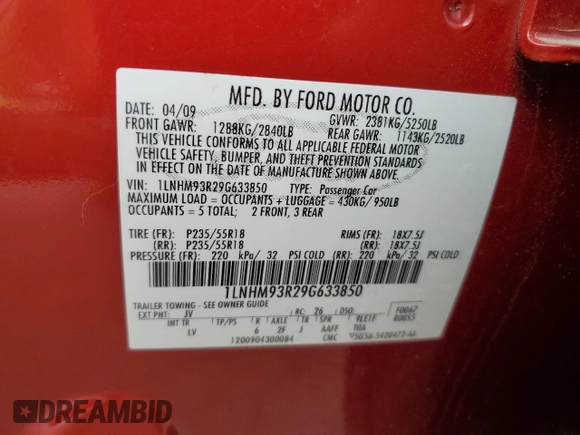 MFD. BY FORD MOTOR CO.
DATE: 04/09 GVWR: 2381KG/5250LB
FRONT GAWR: 1288KG/2840LB REAR GAWR: 1143KG/2520LB
THIS VEHICLE CONFORMS TO ALL APPLICABLE FEDERAL MOTOR
VEHICLE SAFETY, BUMPER, AND THEFT PREVENTION STANDARDS
IN EFFECT ON THE DATE OF MANUFACTURE SHOWN ABOVE.
VIN: 1LNHM93R29G633850 TYPE: Passenger Car
MAXIMUM LOAD = OCCUPANTS + LUGGAGE = 430KG/950LB
OCCUPANTS = 5 TOTAL; 2 FRONT, 3 REAR
TIRE (FR): P235/55R18 RIMS (FR): 18X7.5J
(RR): P235/55R18 (RR): 18X7.5J
PRESSURE (FR): 220 kPa/ 32 PSI COLD (RR): 220 kPa/ 32 PSI COLD
1LNHM93R29G633850
TRAILER TOWING - SEE OWNER GUIDE
EXT PNT: JV RC: 26 DSO: F0067
R0055
INT TR TP/PS R AXLE TR SPR
LV 6 2F J AAFF
1200904300084 CMC
DREAMBID